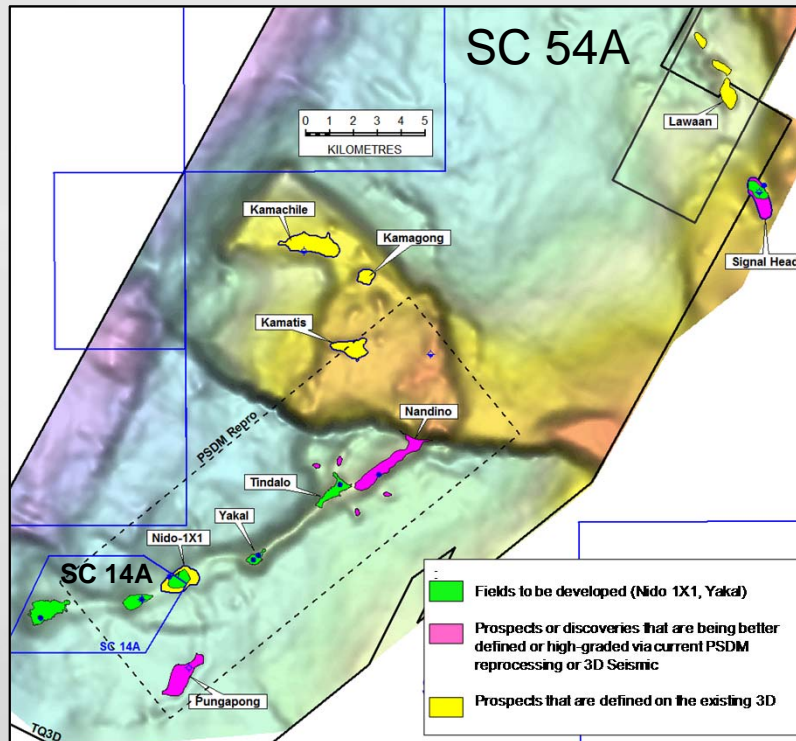 SC 54A
Lawaan
0 1 2 3 4 5
KILOMETRES
Kamachile
Kamagong
Signal Head
Kamatis
PSDM Repro
Nandino
Tindalo
Yakal
Nido-1X1
SC 14A
SC 14A
Pungapong
TQ3D
Fields to be developed (Nido 1X1, Yakal)
Prospects or discoveries that are being better
defined or high-graded via current PSDM
reprocessing or 3D Seismic
Prospects that are defined on the existing 3D